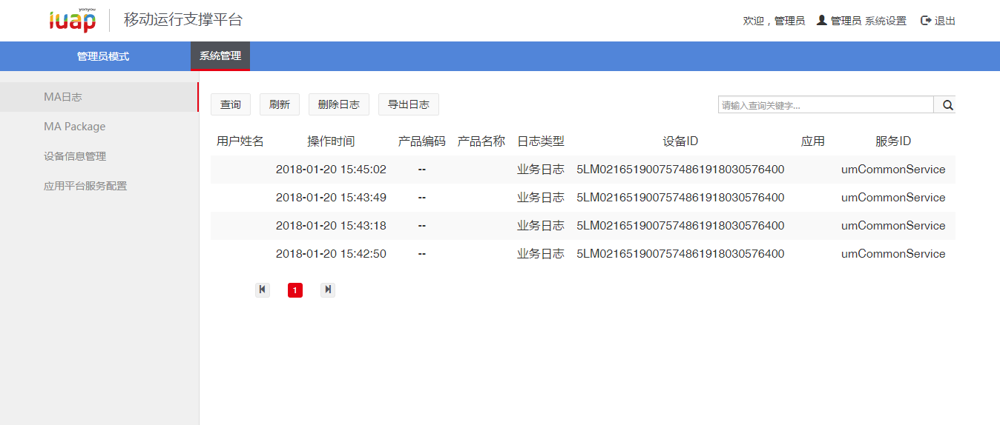 yonyou
iuap
移动运行支撑平台
欢迎，管理员 管理员 系统设置 退出
管理员模式 系统管理
MA日志
MA Package
设备信息管理
应用平台服务配置
查询 刷新 删除日志 导出日志 请输入查询关键字...
用户姓名 操作时间 产品编码 产品名称 日志类型 设备ID 应用 服务ID
2018-01-20 15:45:02 -- 业务日志 5LM0216519007574861918030576400 umCommonService
2018-01-20 15:43:49 -- 业务日志 5LM0216519007574861918030576400 umCommonService
2018-01-20 15:43:18 -- 业务日志 5LM0216519007574861918030576400 umCommonService
2018-01-20 15:42:50 -- 业务日志 5LM0216519007574861918030576400 umCommonService
1